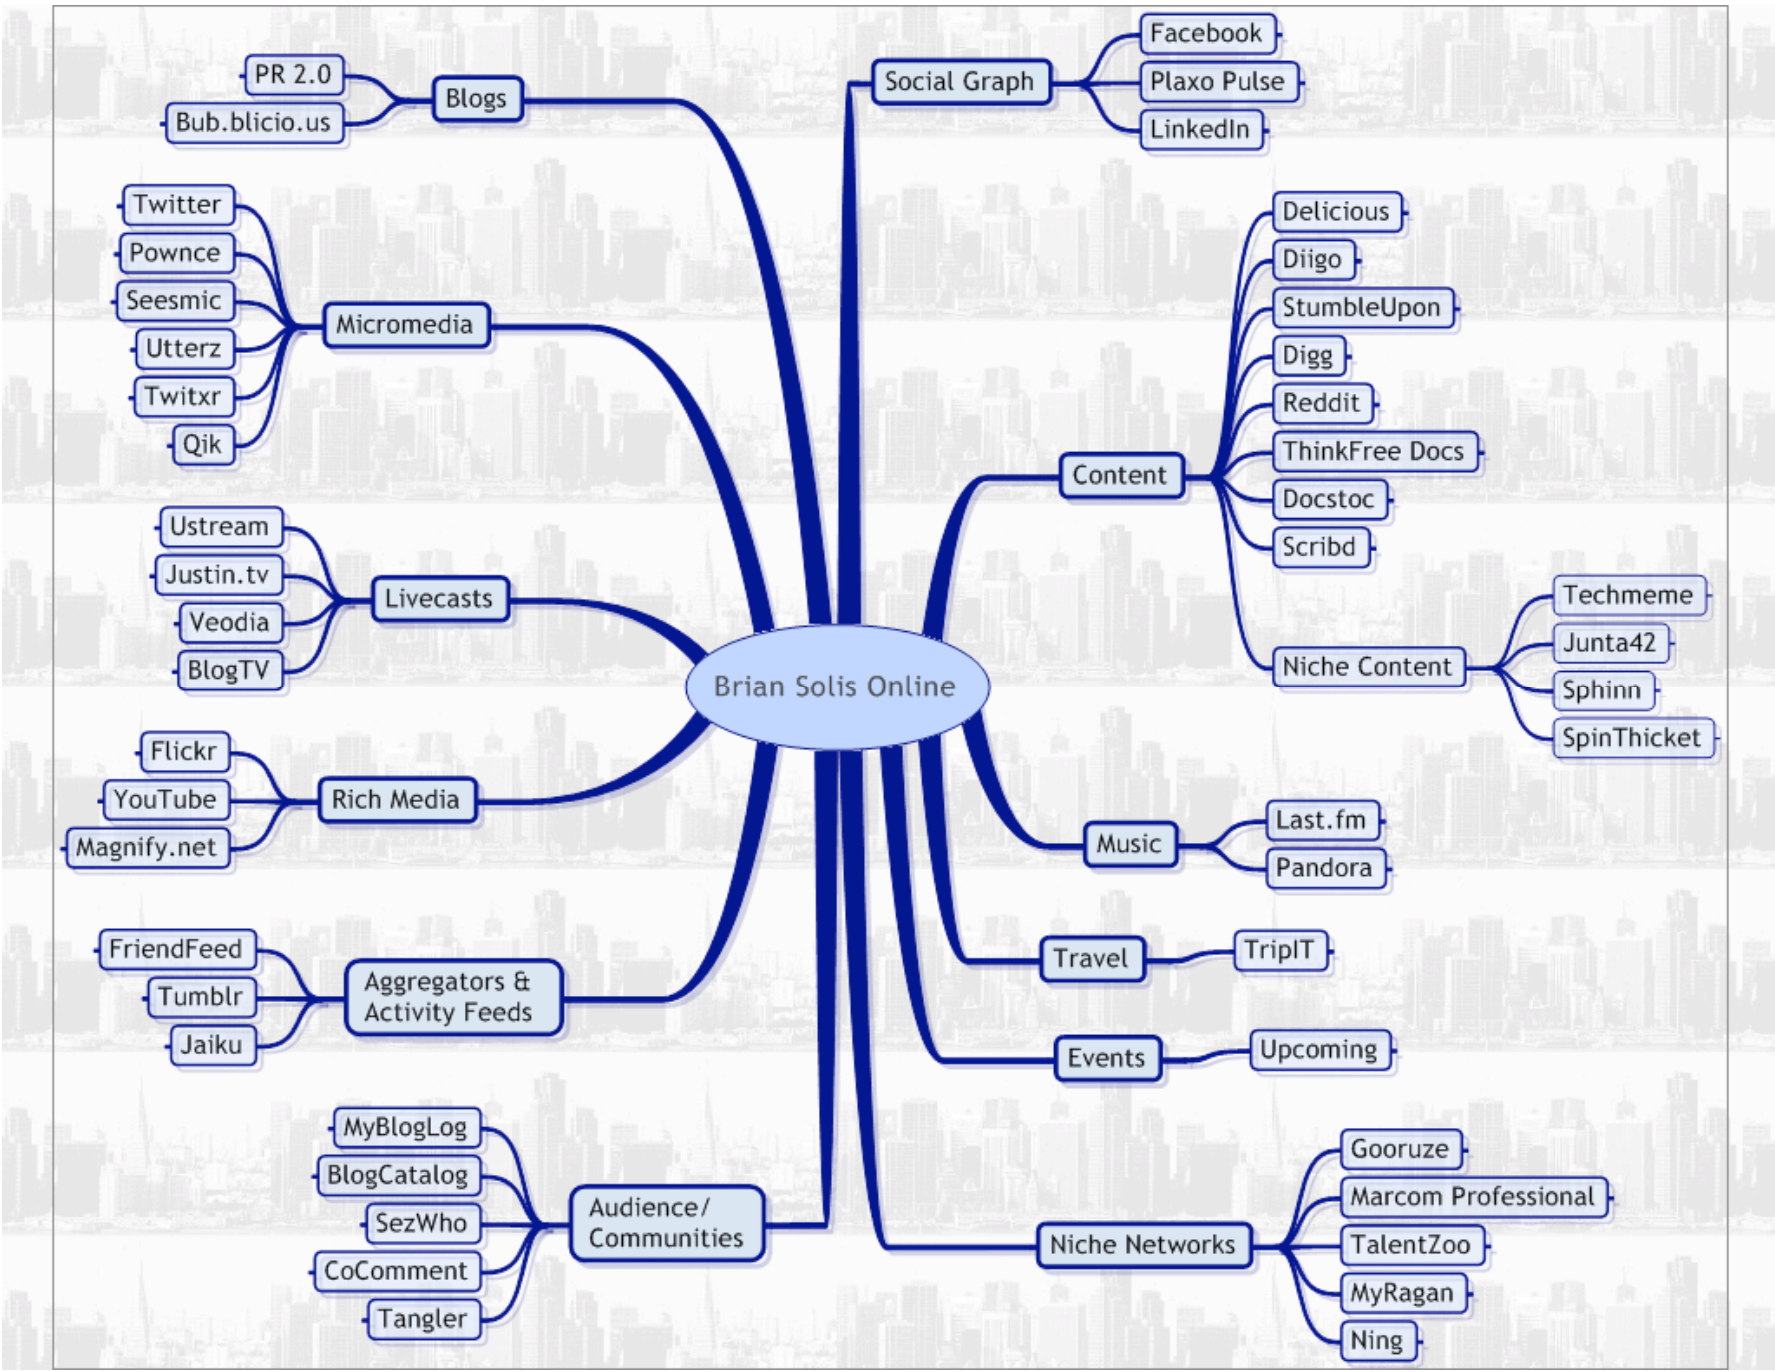 Brian Solis Online
Blogs
PR 2.0
Bub.blicio.us
Micromedia
Twitter
Pownce
Seesmic
Utterz
Twitxr
Qik
Livecasts
Ustream
Justin.tv
Veodia
BlogTV
Rich Media
Flickr
YouTube
Magnify.net
Aggregators &
Activity Feeds
FriendFeed
Tumblr
Jaiku
Audience/
Communities
MyBlogLog
BlogCatalog
SezWho
CoComment
Tangler
Social Graph
Facebook
Plaxo Pulse
LinkedIn
Content
Delicious
Diigo
StumbleUpon
Digg
Reddit
ThinkFree Docs
Docstoc
Scribd
Niche Content
Techmeme
Junta42
Sphinn
SpinThicket
Music
Last.fm
Pandora
Travel
TripIT
Events
Upcoming
Niche Networks
Gooruze
Marcom Professional
TalentZoo
MyRagan
Ning